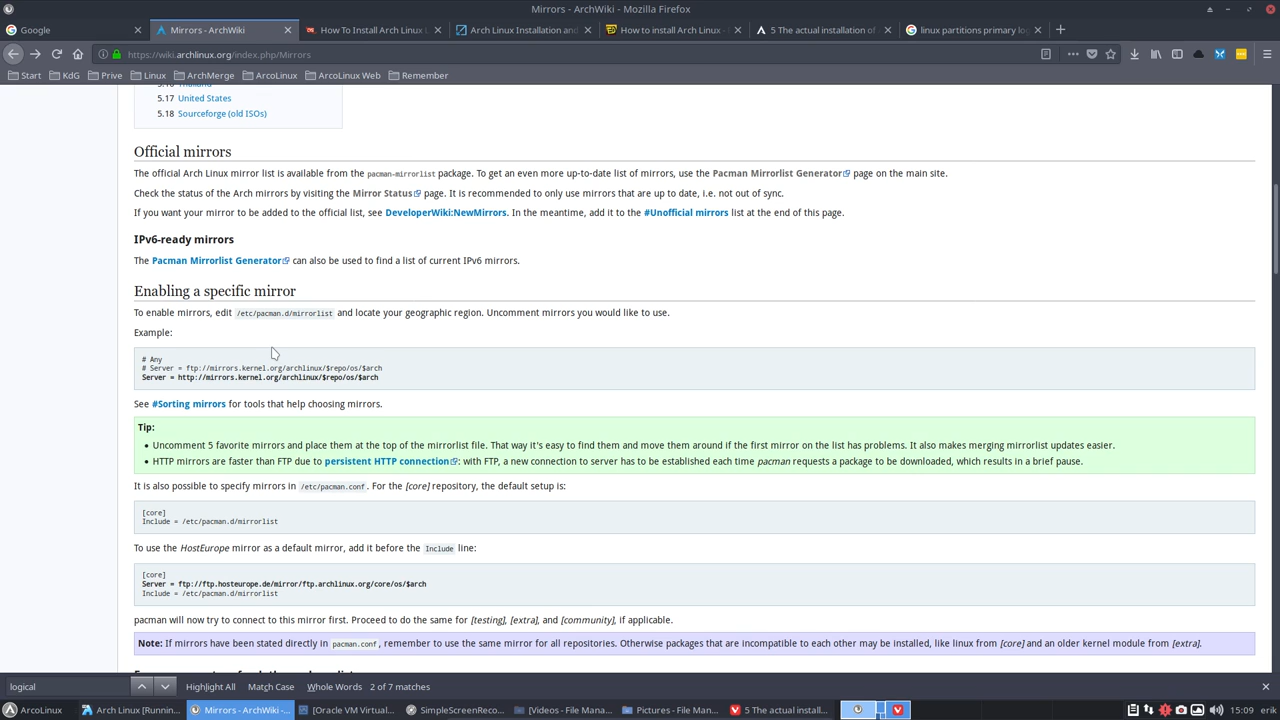 Mirrors - ArchWiki - Mozilla Firefox
Google
Mirrors - ArchWiki
How To Install Arch Linux L
Arch Linux Installation and
How to install Arch Linux -
5 The actual installation of
linux partitions primary log
https://wiki.archlinux.org/index.php/Mirrors
Start KdG Prive Linux ArchMerge ArcoLinux ArcoLinux Web Remember
5.17 United States
5.18 Sourceforge (old ISOs)
Official mirrors
The official Arch Linux mirror list is available from the pacman-mirrorlist package. To get an even more up-to-date list of mirrors, use the Pacman Mirrorlist Generator page on the main site.
Check the status of the Arch mirrors by visiting the Mirror Status page. It is recommended to only use mirrors that are up to date, i.e. not out of sync.
If you want your mirror to be added to the official list, see DeveloperWiki:NewMirrors. In the meantime, add it to the #Unofficial mirrors list at the end of this page.
IPv6-ready mirrors
The Pacman Mirrorlist Generator can also be used to find a list of current IPv6 mirrors.
Enabling a specific mirror
To enable mirrors, edit /etc/pacman.d/mirrorlist and locate your geographic region. Uncomment mirrors you would like to use.
Example:
# Any
# Server = ftp://mirrors.kernel.org/archlinux/$repo/os/$arch
Server = http://mirrors.kernel.org/archlinux/$repo/os/$arch
See #Sorting mirrors for tools that help choosing mirrors.
Tip:
• Uncomment 5 favorite mirrors and place them at the top of the mirrorlist file. That way it's easy to find them and move them around if the first mirror on the list has problems. It also makes merging mirrorlist updates easier.
• HTTP mirrors are faster than FTP due to persistent HTTP connection: with FTP, a new connection to server has to be established each time pacman requests a package to be downloaded, which results in a brief pause.
It is also possible to specify mirrors in /etc/pacman.conf. For the [core] repository, the default setup is:
[core]
Include = /etc/pacman.d/mirrorlist
To use the HostEurope mirror as a default mirror, add it before the Include line:
[core]
Server = ftp://ftp.hosteurope.de/mirror/ftp.archlinux.org/core/os/$arch
Include = /etc/pacman.d/mirrorlist
pacman will now try to connect to this mirror first. Proceed to do the same for [testing], [extra], and [community], if applicable.
Note: If mirrors have been stated directly in pacman.conf, remember to use the same mirror for all repositories. Otherwise packages that are incompatible to each other may be installed, like linux from [core] and an older kernel module from [extra].
logical Highlight All Match Case Whole Words 2 of 7 matches
ArcoLinux
Arch Linux [Runnin...
Mirrors - ArchWiki -...
[Oracle VM Virtual...
SimpleScreenReco...
[Videos - File Mana...
Pictures - File Man...
5 The actual install...
15:09 erik